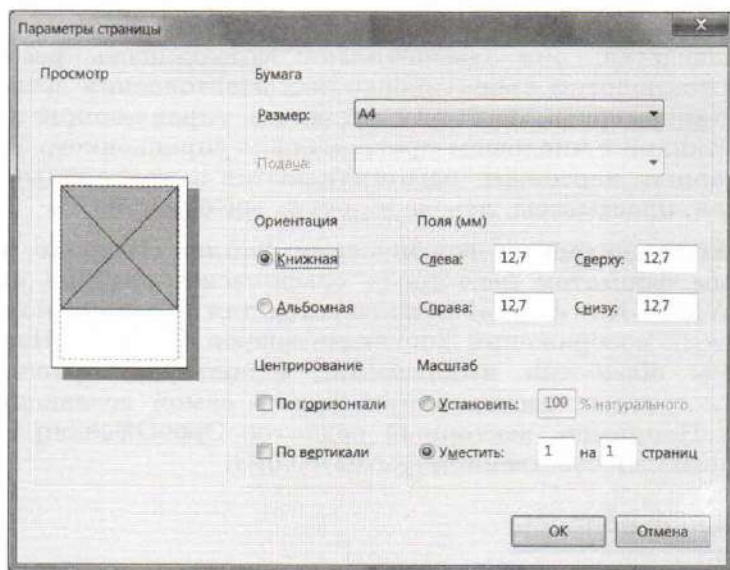 Параметры страницы
Просмотр
Бумага
Размер: A4
Подача:
Ориентация
Книжная
Альбомная
Поля (мм)
Слева: 12,7 Сверху: 12,7
Справа: 12,7 Снизу: 12,7
Центрирование
По горизонтали
По вертикали
Масштаб
Установить: 100 % натурального
Уместить: 1 на 1 страниц
ОК Отмена